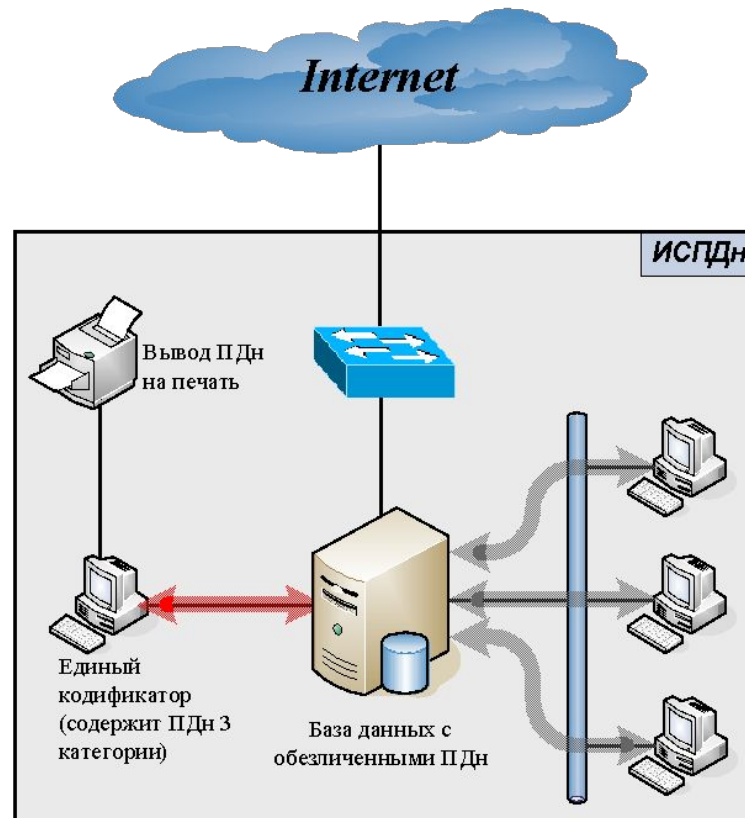 Internet
ИСПДн
Вывод ПДн
на печать
Единый
кодификатор
(содержит ПДн 3
категории)
База данных с
обезличенными ПДн